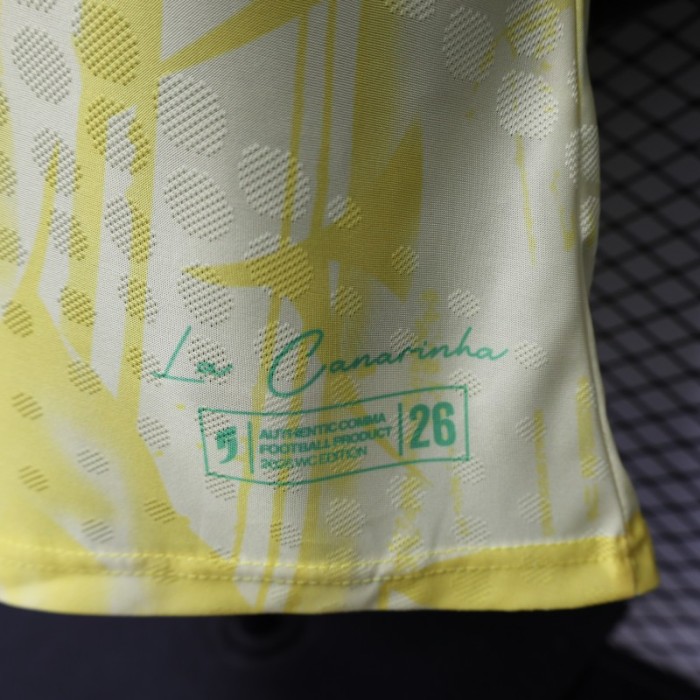 La Canarinha
AUTHENTIC COMMA
FOOTBALL PRODUCT
2026 WC EDITION
26